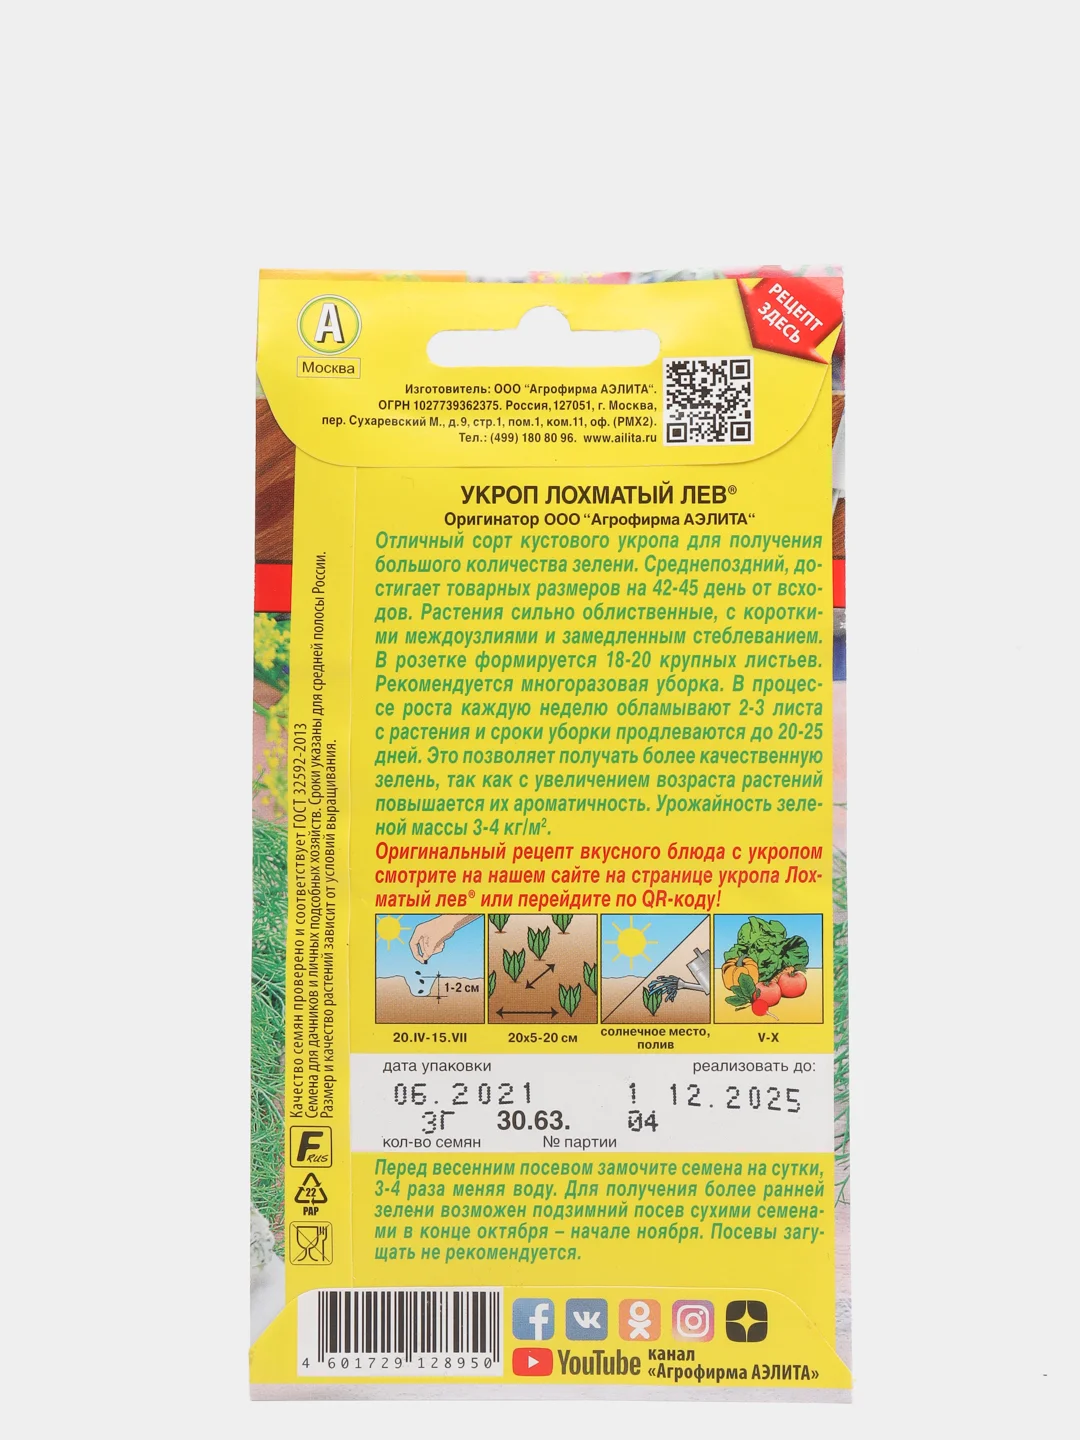 РЕЦЕПТ
ЗДЕСЬ
А
Москва
Изготовитель: ООО "Агрофирма АЭЛИТА".
ОГРН 1027739362375. Россия,127051, г. Москва,
пер. Сухаревский М., д.9, стр.1, пом.1, ком.11, оф. (РМХ2).
Тел.: (499) 180 80 96. www.ailita.ru
УКРОП ЛОХМАТЫЙ ЛЕВ®
Оригинатор ООО "Агрофирма АЭЛИТА"
Отличный сорт кустового укропа для получения
большого количества зелени. Среднепоздний, до-
стигает товарных размеров на 42-45 день от всхо-
дов. Растения сильно облиственные, с коротки-
ми междоузлиями и замедленным стеблеванием.
В розетке формируется 18-20 крупных листьев.
Рекомендуется многоразовая уборка. В процес-
се роста каждую неделю обламывают 2-3 листа
с растения и сроки уборки продлеваются до 20-25
дней. Это позволяет получать более качественную
зелень, так как с увеличением возраста растений
повышается их ароматичность. Урожайность зеле-
ной массы 3-4 кг/м².
Оригинальный рецепт вкусного блюда с укропом
смотрите на нашем сайте на странице укропа Лох-
матый лев® или перейдите по QR-коду!
1-2 см
20.IV-15.VII
20х5-20 см
солнечное место,
полив
V-X
дата упаковки
реализовать до:
06.2021
1 12.2025
3Г 30.63. 04
кол-во семян
№ партии
Перед весенним посевом замочите семена на сутки,
3-4 раза меняя воду. Для получения более ранней
зелени возможен подзимний посев сухими семена-
ми в конце октября – начале ноября. Посевы загу-
щать не рекомендуется.
Качество семян проверено и соответствует ГОСТ 32592-2013
Семена для дачников и личных подсобных хозяйств. Сроки указаны для средней полосы России.
Размер и качество растений зависит от условий выращивания.
F RUS
22
PAP
4 601729 128950
YouTube
канал
«Агрофирма АЭЛИТА»